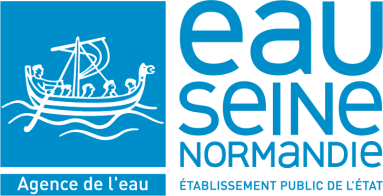 eau
seine
NORMANDIE
Agence de l'eau
ÉTABLISSEMENT PUBLIC DE L'ÉTAT